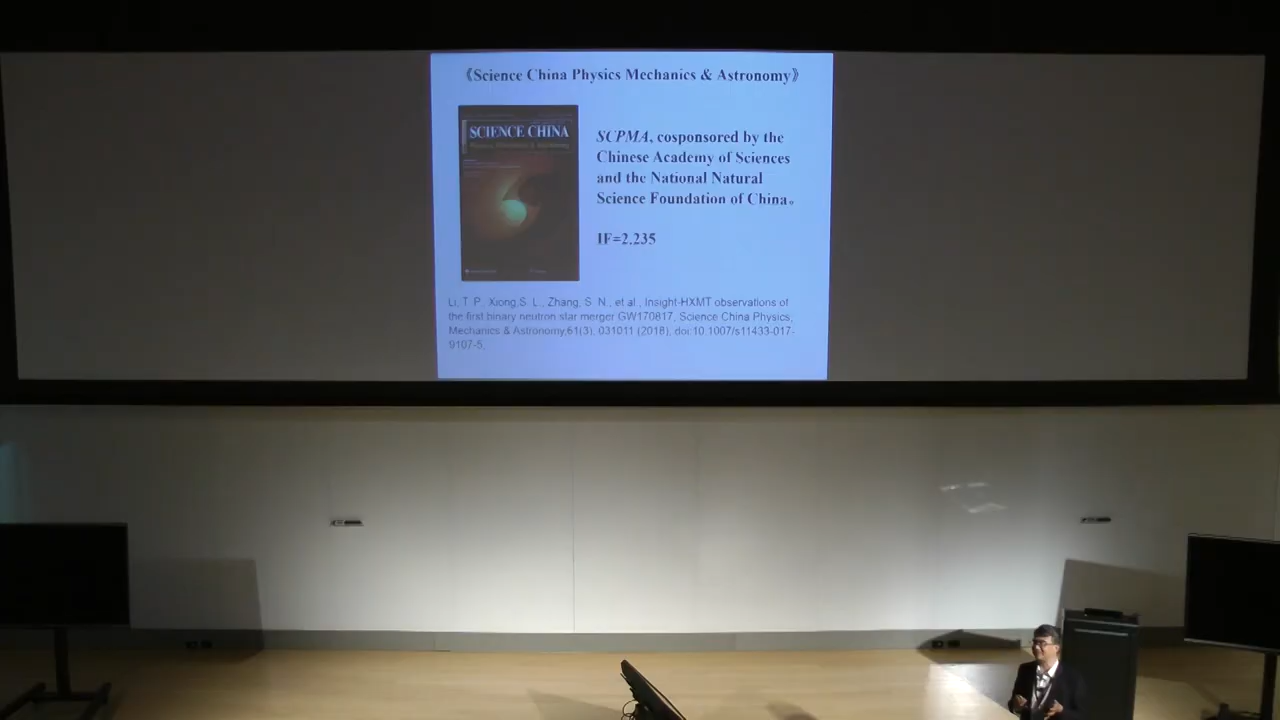 《Science China Physics Mechanics & Astronomy》
SCIENCE CHINA
SCPMA, cosponsored by the
Chinese Academy of Sciences
and the National Natural
Science Foundation of China。
IF=2.235
Li, T. P., Xiong,S. L., Zhang, S. N., et al., Insight-HXMT observations of
the first binary neutron star merger GW170817, Science China Physics,
Mechanics & Astronomy,61(3), 031011 (2018), doi:10.1007/s11433-017-
9107-5.